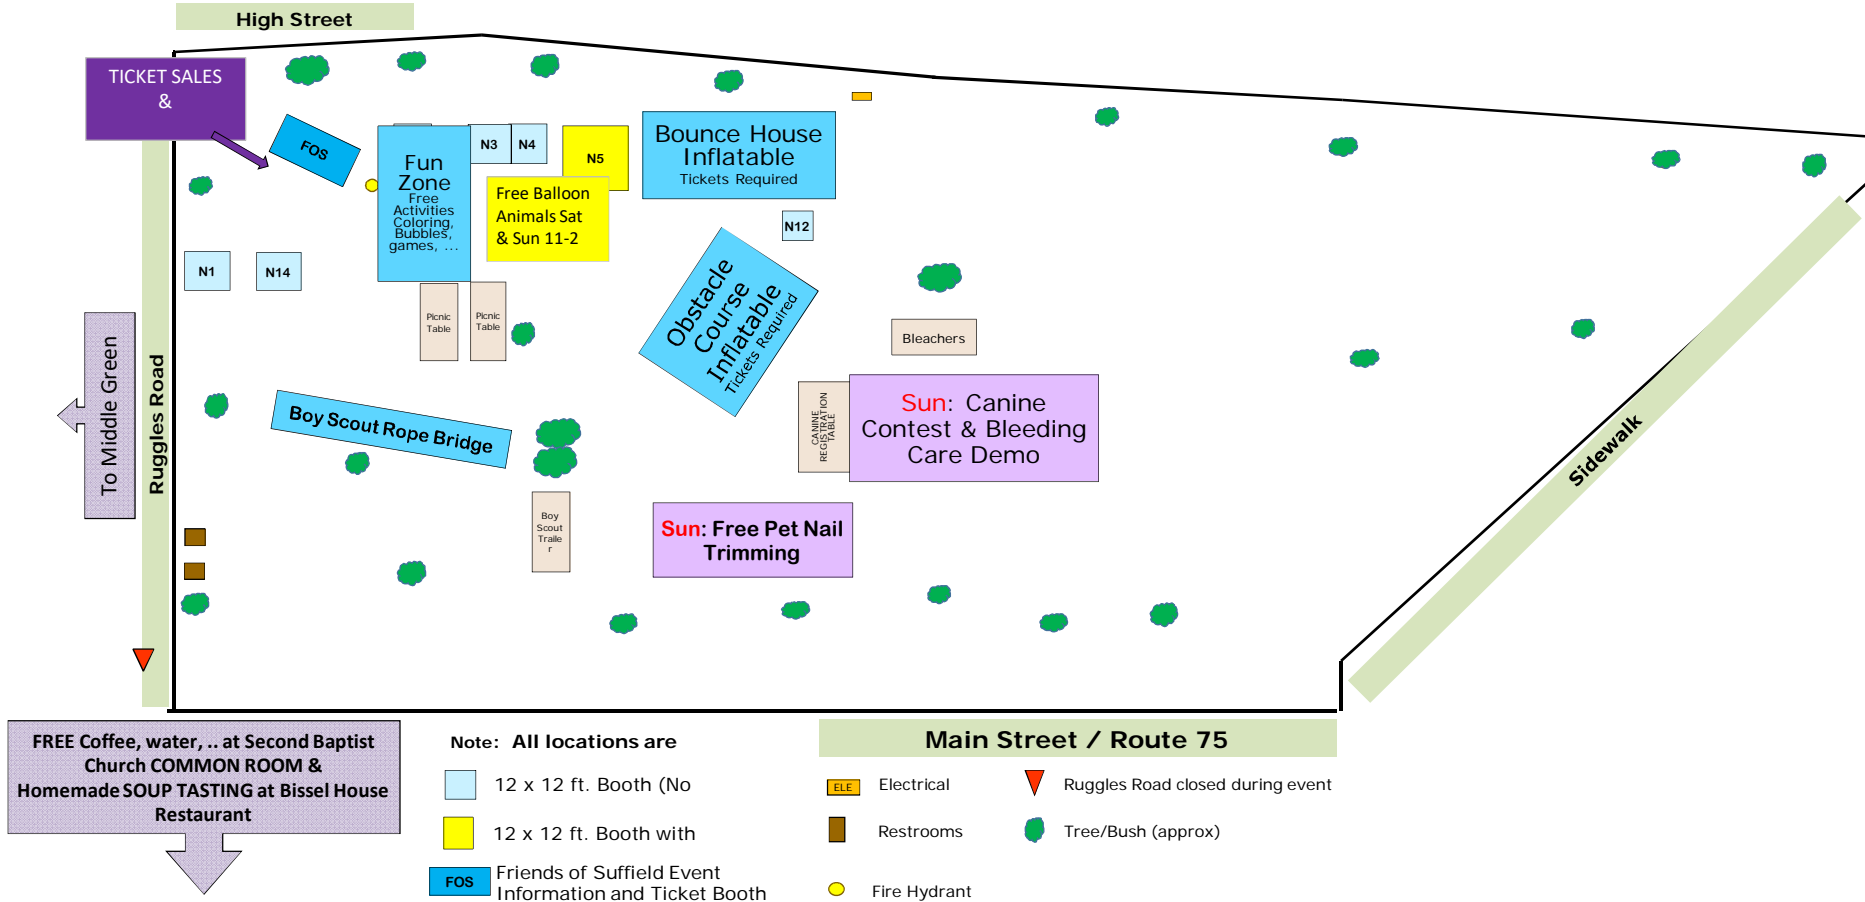 High Street
TICKET SALES
&
FOS
Fun
Zone
Free
Activities
Coloring,
Bubbles,
games, ...
N3
N4
N5
Free Balloon
Animals Sat
& Sun 11-2
Bounce House
Inflatable
Tickets Required
N12
N1
N14
Picnic
Table
Picnic
Table
Obstacle
Course
Inflatable
Tickets Required
Bleachers
To Middle Green
Ruggles Road
Boy Scout Rope Bridge
CANINE
REGISTRATION
TABLE
Sun: Canine
Contest & Bleeding
Care Demo
Sidewalk
Boy
Scout
Traile
r
Sun: Free Pet Nail
Trimming
FREE Coffee, water, .. at Second Baptist
Church COMMON ROOM &
Homemade SOUP TASTING at Bissel House
Restaurant
Note: All locations are
12 x 12 ft. Booth (No
12 x 12 ft. Booth with
FOS
Friends of Suffield Event
Information and Ticket Booth
Main Street / Route 75
ELE
Electrical
Ruggles Road closed during event
Restrooms
Tree/Bush (approx)
Fire Hydrant